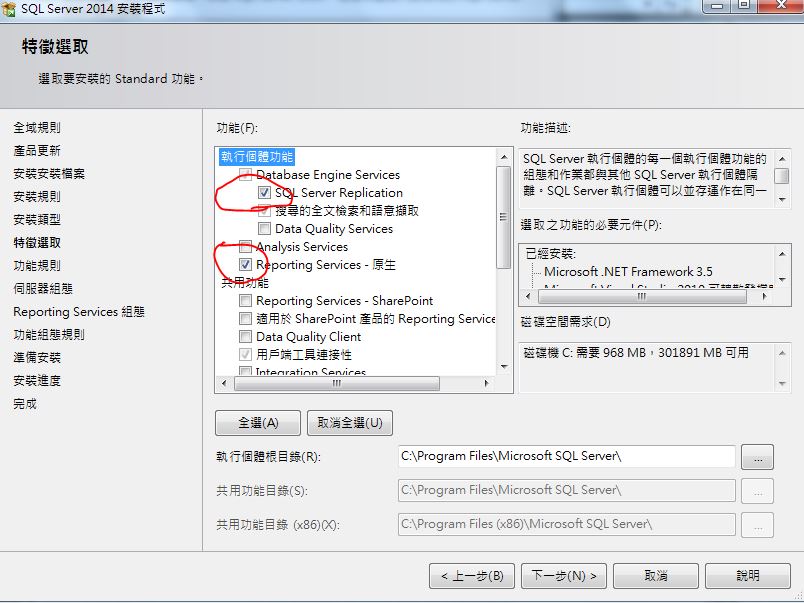 SQL Server 2014 安裝程式
特徵選取
選取要安裝的 Standard 功能。
全域規則
產品更新
安裝安裝檔案
安裝規則
安裝類型
特徵選取
功能規則
伺服器組態
Reporting Services 組態
功能組態規則
準備安裝
安裝進度
完成
功能(F):
執行個體功能
Database Engine Services
SQL Server Replication
搜尋的全文檢索和語意擷取
Data Quality Services
Analysis Services
Reporting Services - 原生
共用功能
Reporting Services - SharePoint
適用於 SharePoint 產品的 Reporting Service
Data Quality Client
用戶端工具連接性
Integration Services
全選(A)
取消全選(U)
功能描述:
SQL Server 執行個體的每一個執行個體功能的
組態和作業都與其他 SQL Server 執行個體隔
離。SQL Server 執行個體可以並存運作在同一
選取之功能的必要元件(P):
已經安裝:
Microsoft .NET Framework 3.5
磁碟空間需求(D)
磁碟機 C: 需要 968 MB，301891 MB 可用
執行個體根目錄(R):
C:\Program Files\Microsoft SQL Server\
...
共用功能目錄(S):
C:\Program Files\Microsoft SQL Server\
...
共用功能目錄 (x86)(X):
C:\Program Files (x86)\Microsoft SQL Server\
...
< 上一步(B)
下一步(N) >
取消
說明